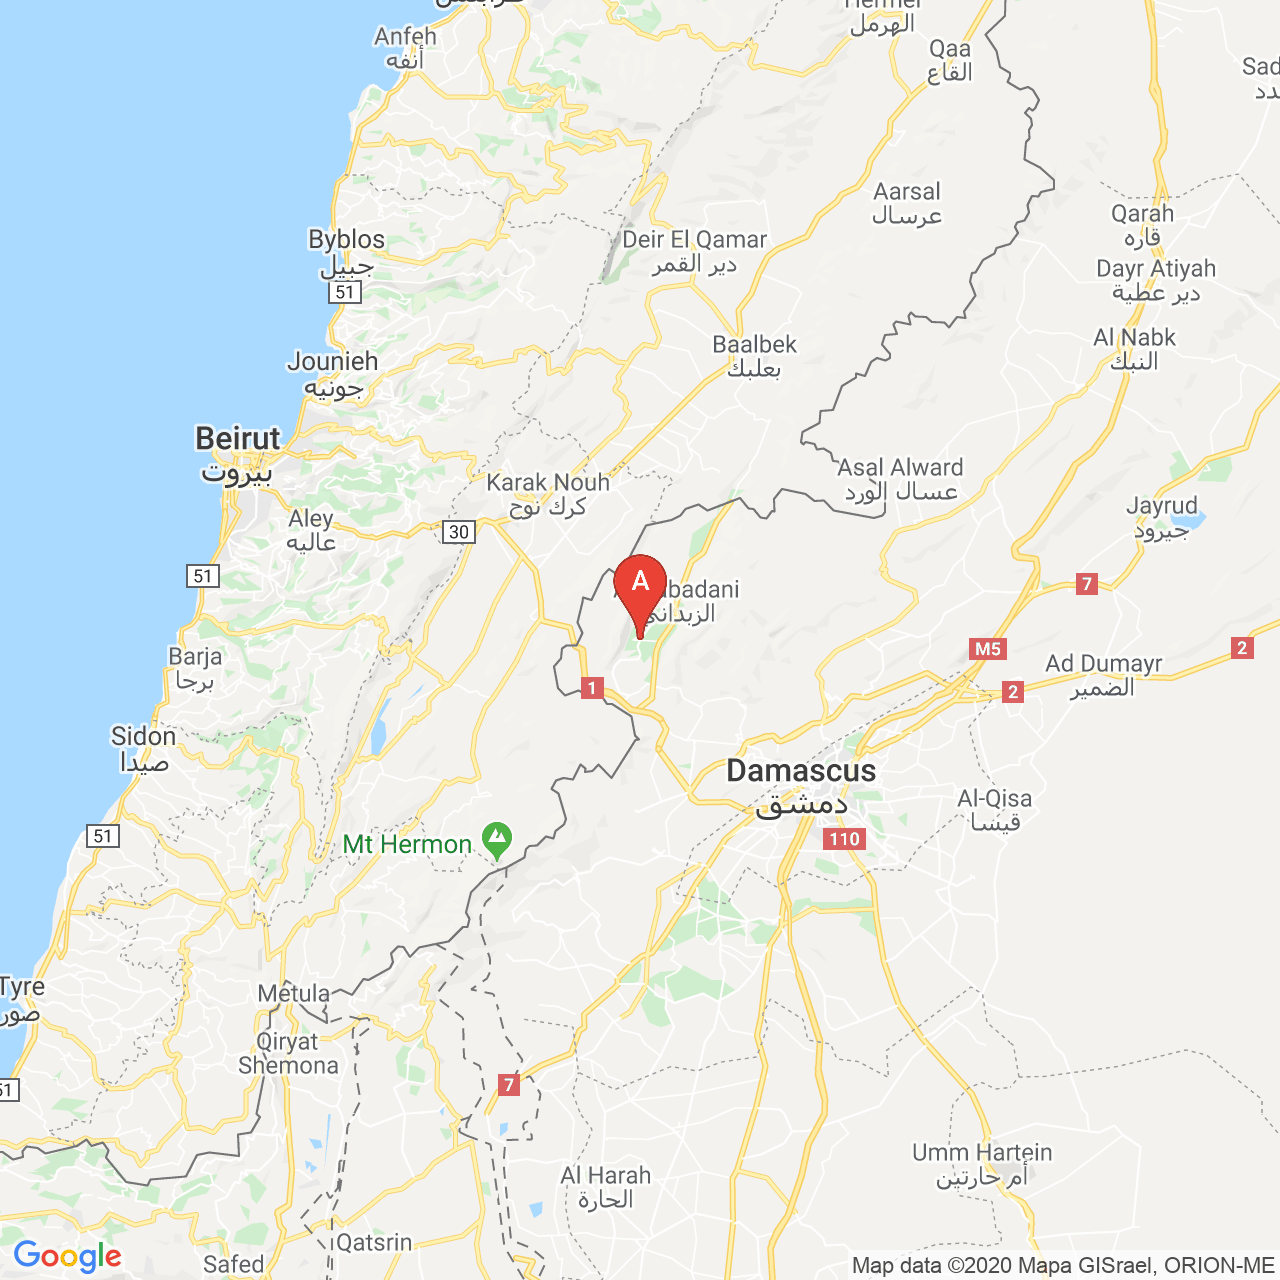 طرابلس
Hermel
الهرمل
Anfeh
أنفه
Qaa
القاع
Aarsal
عرسال
Qarah
قاره
Byblos
جبيل
Deir El Qamar
دير القمر
Dayr Atiyah
دير عطية
51
Al Nabk
النبك
Baalbek
بعلبك
Jounieh
جونيه
Beirut
بيروت
Asal Alward
عسال الورد
Karak Nouh
كرك نوح
Jayrud
جيرود
Aley
عاليه
30
51
A
7
الزبداني
M5
2
Barja
برجا
Ad Dumayr
الضمير
1
2
Sidon
صيدا
Damascus
دمشق
Al-Qisa
قيسا
51
Mt Hermon
110
Tyre
صور
Metula
Qiryat
Shemona
7
51
Umm Hartein
أم حارتين
Al Harah
الحارة
Qatsrin
Safed
Google
Map data ©2020 Mapa GISrael, ORION-ME